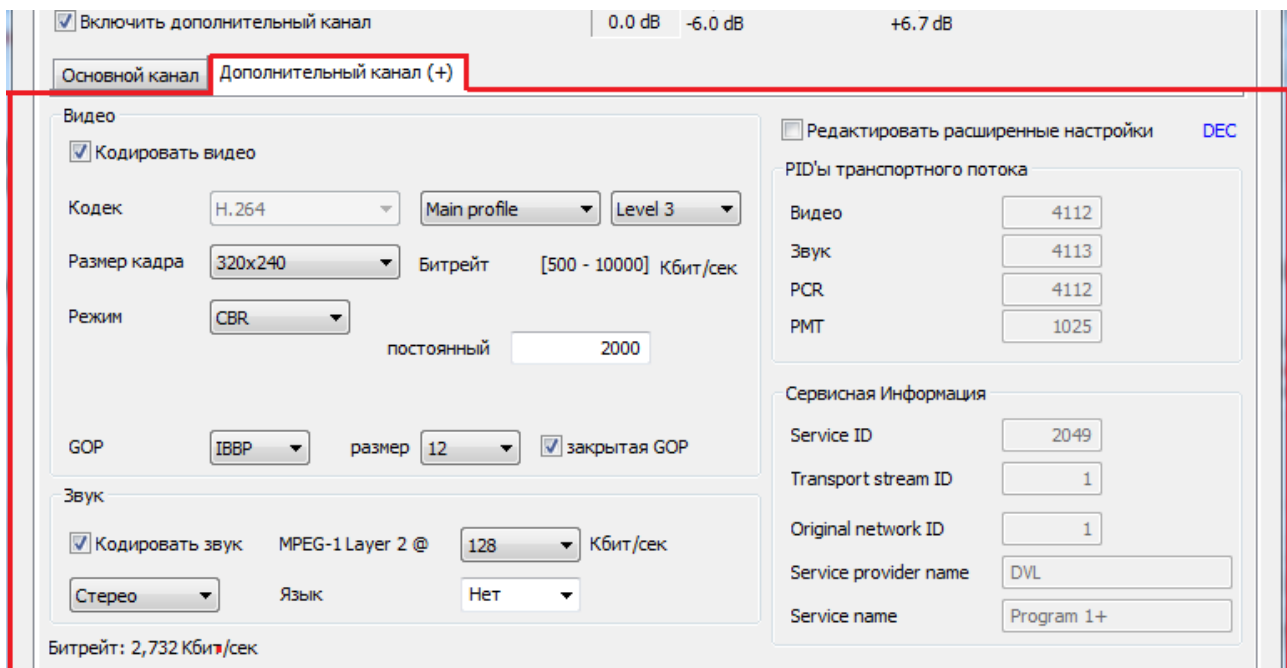 Включить дополнительный канал 0.0 dB -6.0 dB +6.7 dB
Основной канал Дополнительный канал (+)
Видео
Кодировать видео
Кодек H.264 Main profile Level 3
Размер кадра 320x240 Битрейт [500 - 10000] Кбит/сек
Режим CBR
постоянный 2000
GOP IBBP размер 12 закрытая GOP
Звук
Кодировать звук MPEG-1 Layer 2 @ 128 Кбит/сек
Стерео Язык Нет
Битрейт: 2,732 Кбит/сек
Редактировать расширенные настройки DEC
PID'ы транспортного потока
Видео 4112
Звук 4113
PCR 4112
PMT 1025
Сервисная Информация
Service ID 2049
Transport stream ID 1
Original network ID 1
Service provider name DVL
Service name Program 1+